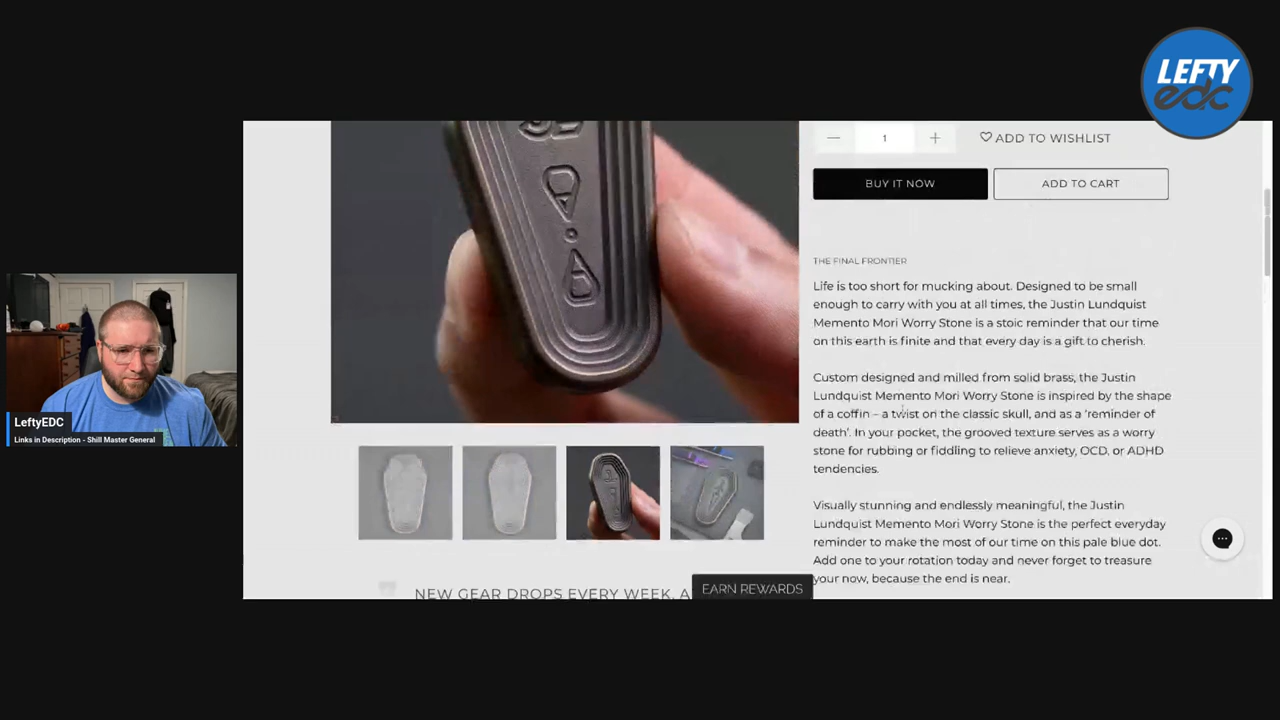 LEFTY
edc
1
ADD TO WISHLIST
BUY IT NOW
ADD TO CART
THE FINAL FRONTIER
Life is too short for mucking about. Designed to be small
enough to carry with you at all times, the Justin Lundquist
Memento Mori Worry Stone is a stoic reminder that our time
on this earth is finite and that every day is a gift to cherish.
Custom designed and milled from solid brass, the Justin
Lundquist Memento Mori Worry Stone is inspired by the shape
of a coffin – a twist on the classic skull, and as a 'reminder of
death'. In your pocket, the grooved texture serves as a worry
stone for rubbing or fiddling to relieve anxiety, OCD, or ADHD
tendencies.
Visually stunning and endlessly meaningful, the Justin
Lundquist Memento Mori Worry Stone is the perfect everyday
reminder to make the most of our time on this pale blue dot.
Add one to your rotation today and never forget to treasure
your now, because the end is near.
LeftyEDC
Links in Description - Shill Master General
NEW GEAR DROPS EVERY WEEK, A
EARN REWARDS